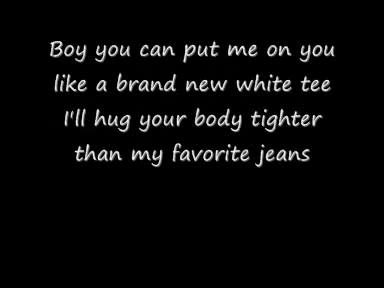 Boy you can put me on you
like a brand new white tee
I'll hug your body tighter
than my favorite jeans